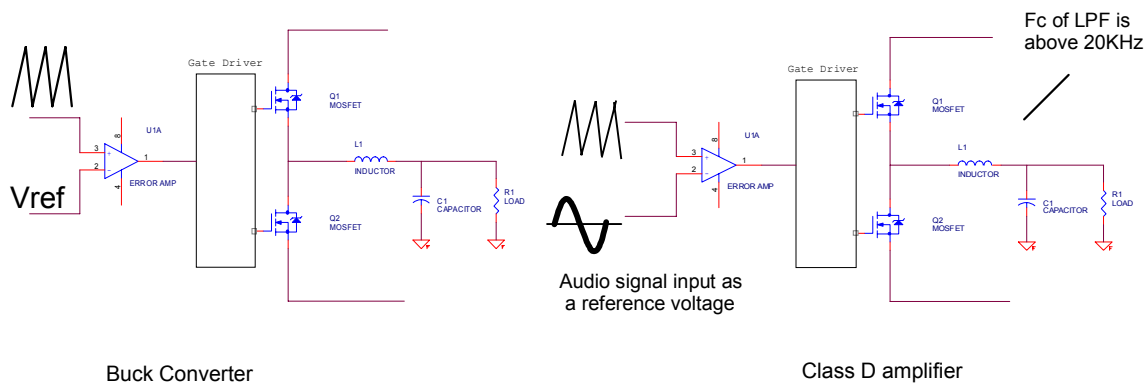 Gate Driver
Q1
MOSFET
U1A
8
3
+
1
2
-
4
ERROR AMP
Vref
L1
INDUCTOR
C1
CAPACITOR
R1
LOAD
Q2
MOSFET
F
F
Buck Converter
Fc of LPF is
above 20KHz
Gate Driver
Q1
MOSFET
U1A
8
3
+
1
2
-
4
ERROR AMP
L1
INDUCTOR
C1
CAPACITOR
R1
LOAD
Q2
MOSFET
F
F
Audio signal input as
a reference voltage
Class D amplifier